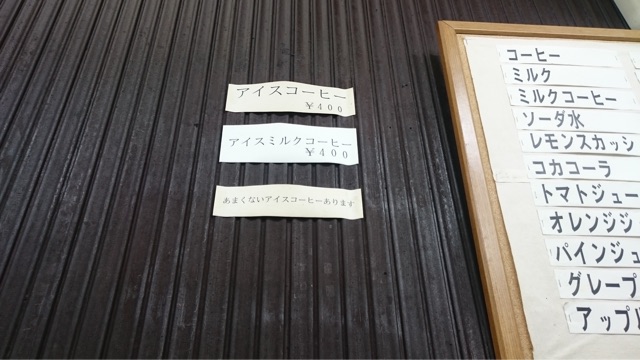 アイスコーヒー
￥400
アイスミルクコーヒー
￥400
あまくないアイスコーヒーあります
コーヒー
ミルク
ミルクコーヒー
ソーダ水
レモンスカッシ
コカコーラ
トマトジュー
オレンジジ
パインジュ
グレープ
アップル